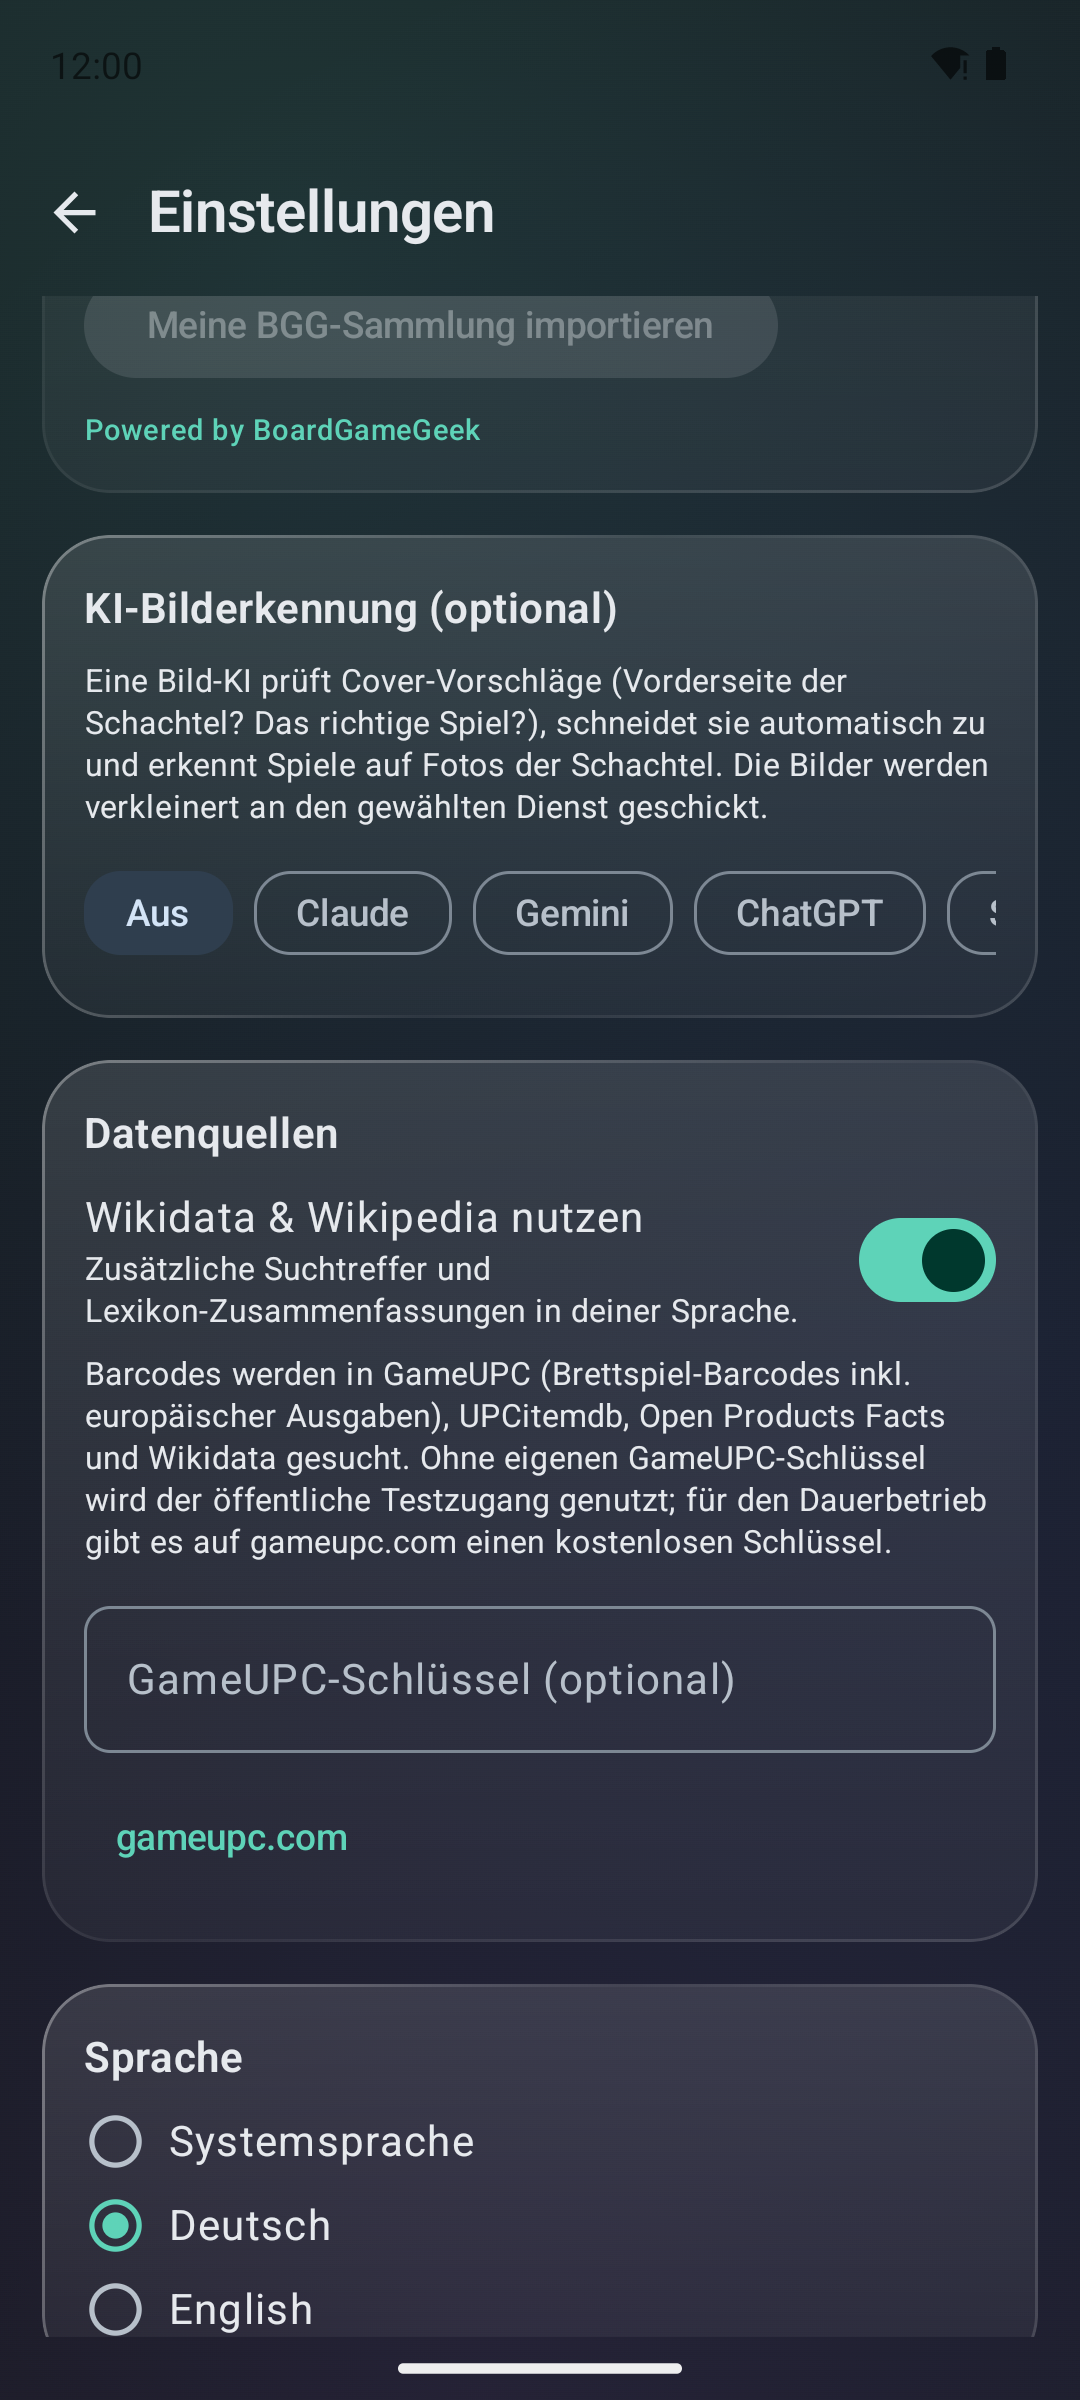 12:00
Einstellungen
Meine BGG-Sammlung importieren
Powered by BoardGameGeek
KI-Bilderkennung (optional)
Eine Bild-KI prüft Cover-Vorschläge (Vorderseite der
Schachtel? Das richtige Spiel?), schneidet sie automatisch zu
und erkennt Spiele auf Fotos der Schachtel. Die Bilder werden
verkleinert an den gewählten Dienst geschickt.
Aus Claude Gemini ChatGPT
Datenquellen
Wikidata & Wikipedia nutzen
Zusätzliche Suchtreffer und
Lexikon-Zusammenfassungen in deiner Sprache.
Barcodes werden in GameUPC (Brettspiel-Barcodes inkl.
europäischer Ausgaben), UPCitemdb, Open Products Facts
und Wikidata gesucht. Ohne eigenen GameUPC-Schlüssel
wird der öffentliche Testzugang genutzt; für den Dauerbetrieb
gibt es auf gameupc.com einen kostenlosen Schlüssel.
GameUPC-Schlüssel (optional)
gameupc.com
Sprache
Systemsprache
Deutsch
English